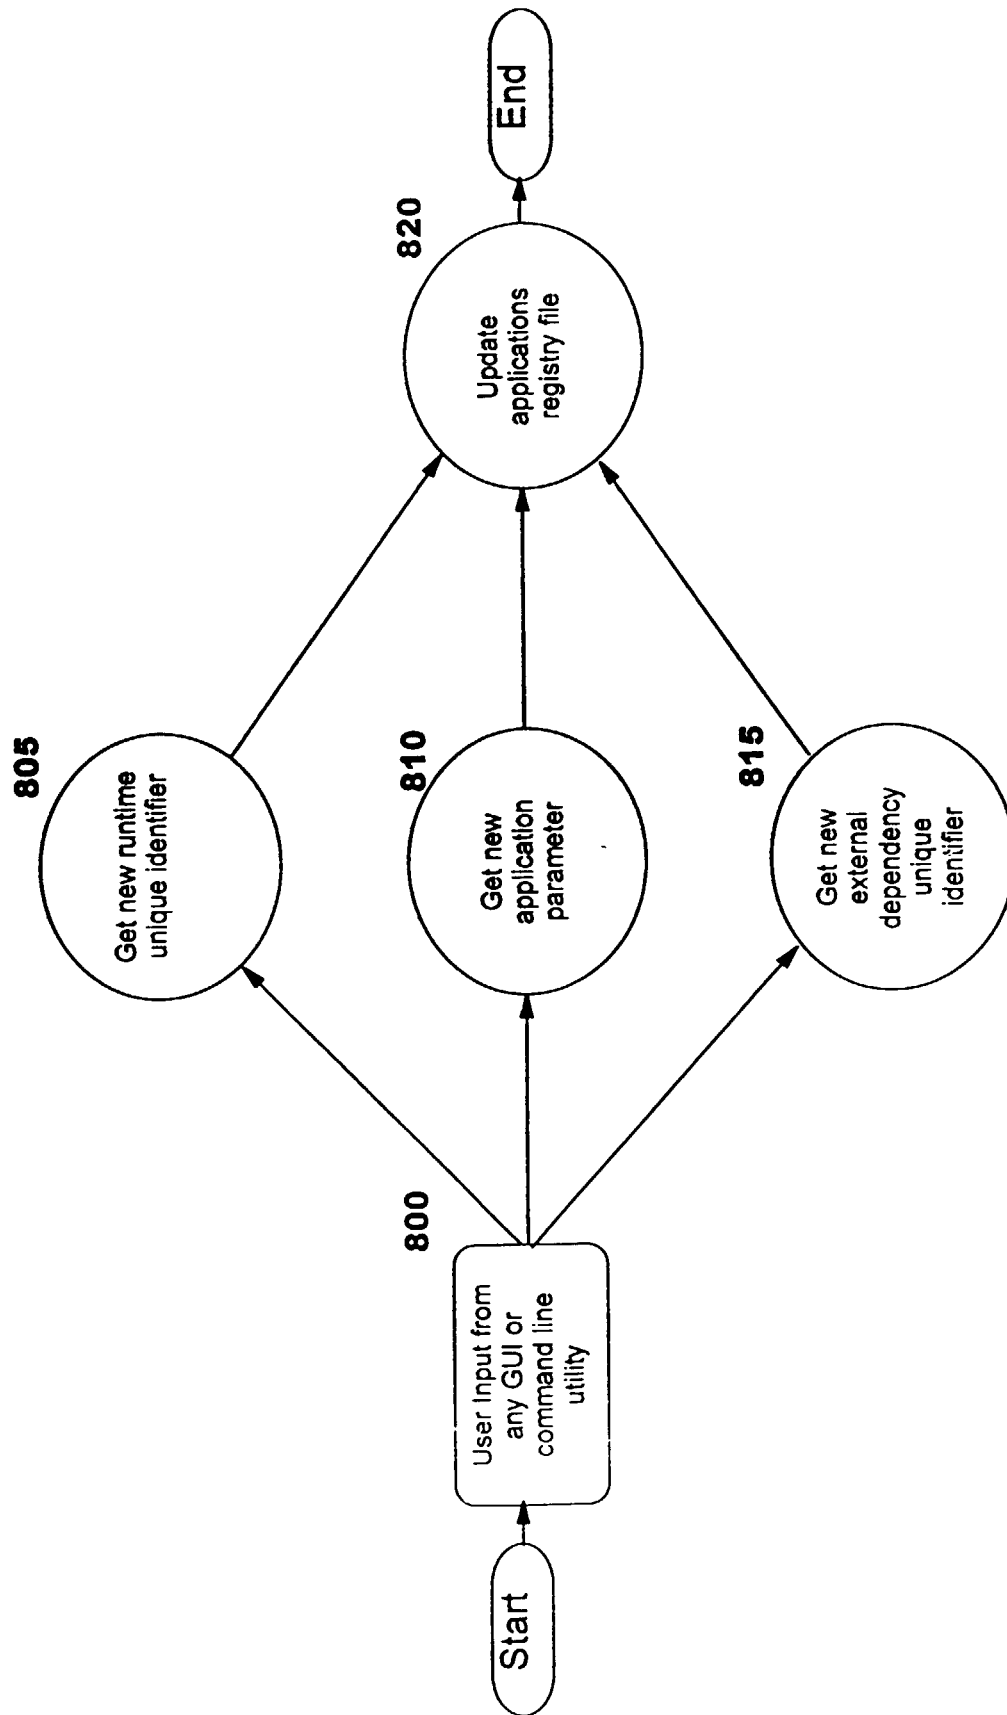 Start
800
User Input from
any GUI or
command line
utility
805
Get new runtime
unique identifier
810
Get new
application
parameter
815
Get new
external
dependency
unique
identifier
820
Update
applications
registry file
End